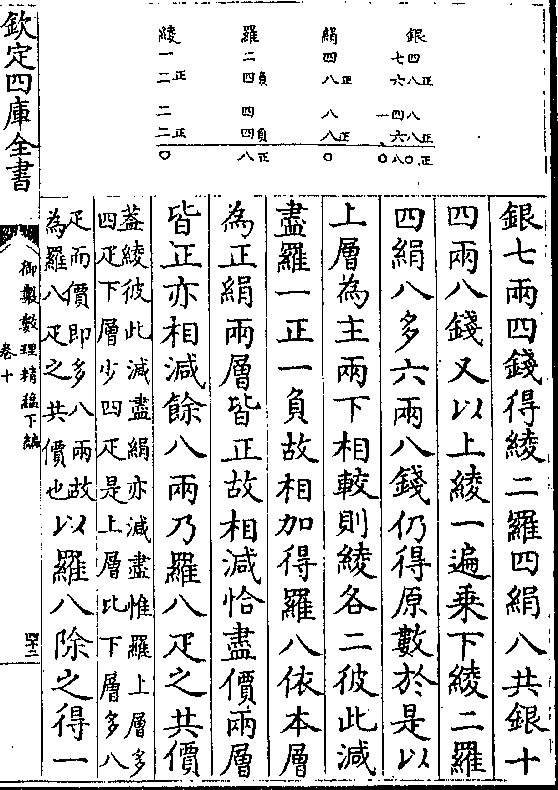 銀 七四 六八正 一四八 六八正 〇八〇正
絹 四 八正 八 八正 〇
羅 二 四負 四 四負 八正
綾 一 二正 二 二正 〇
銀七兩四錢得綾二羅四絹八共銀十
四兩八錢又以上綾一遍乘下綾二羅
四絹八多六兩八錢仍得原數於是以
上層為主兩下相較則綾各二彼此減
盡羅一正一負故相加得羅八依本層
為正絹兩層皆正故相減恰盡價兩層
皆正亦相減餘八兩乃羅八疋之共價
蓋綾彼此減盡絹亦減盡惟羅上層多
四疋下層少四疋是上層比下層多八
疋而價即多八兩故
為羅八疋之共價也
以羅八除之得一
欽定四庫全書
御製數理精蘊下編
卷十